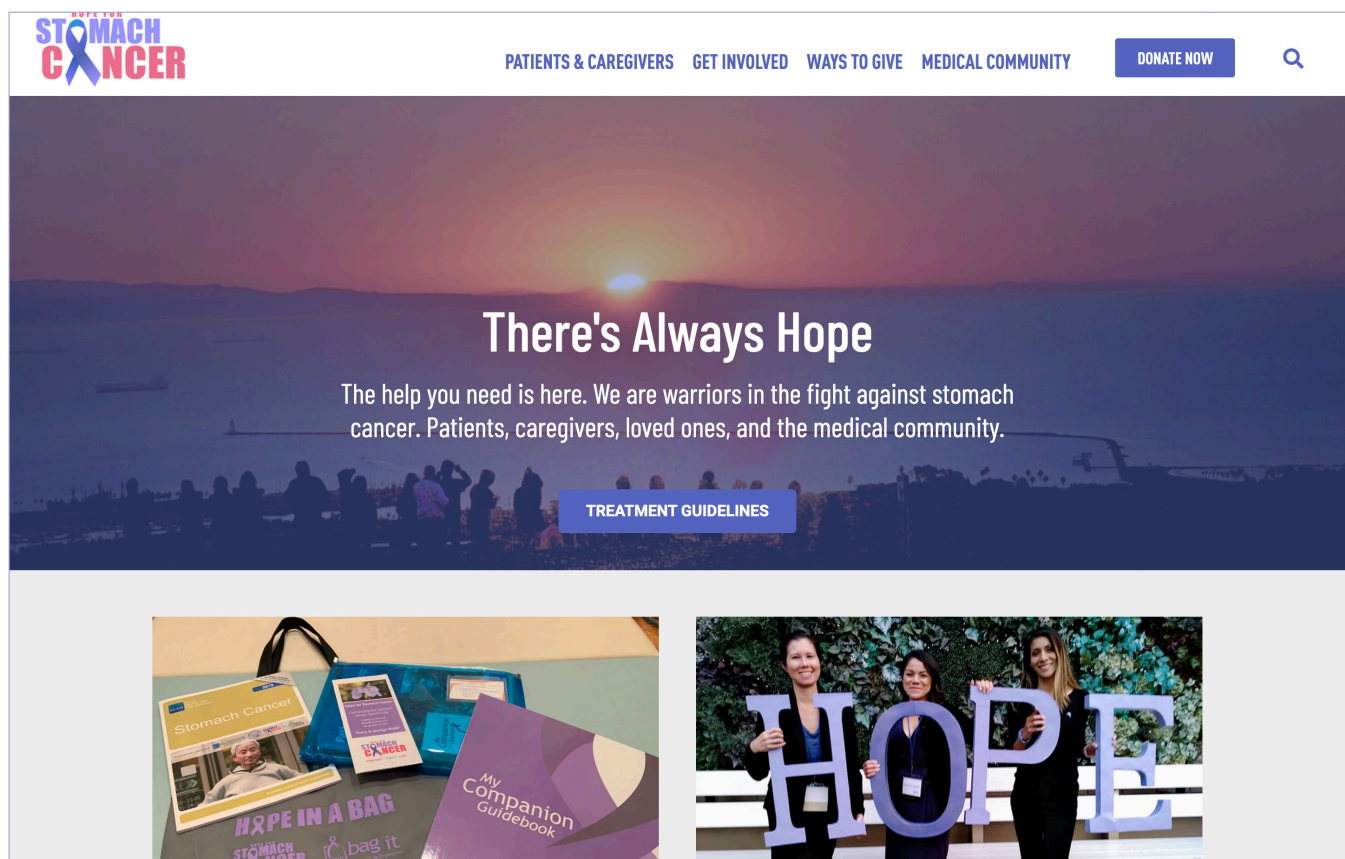 HOPE FOR
STOMACH
CANCER
PATIENTS & CAREGIVERS GET INVOLVED WAYS TO GIVE MEDICAL COMMUNITY DONATE NOW
There's Always Hope
The help you need is here. We are warriors in the fight against stomach
cancer. Patients, caregivers, loved ones, and the medical community.
TREATMENT GUIDELINES
Stomach Cancer
STOMACH
CANCER
My
Companion
Guidebook
HOPE IN A BAG
STOMACH
CANCER
bag it
HOPE